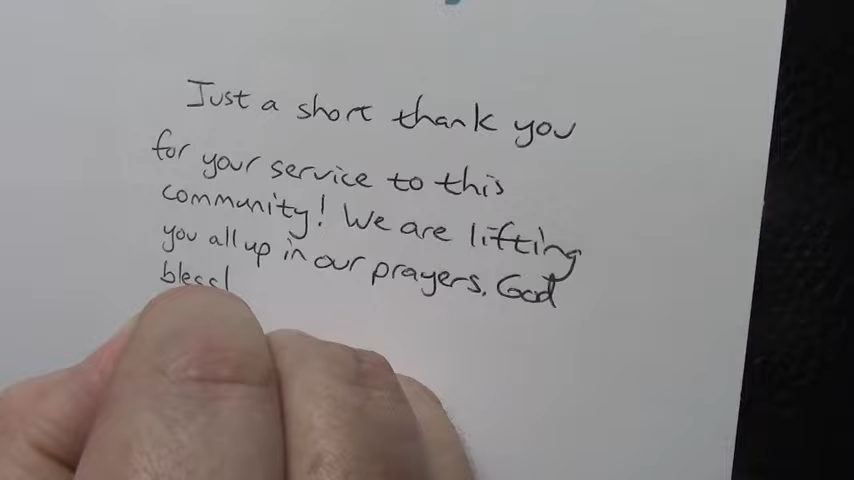 Just a short thank you
for your service to this
community! We are lifting
you all up in our prayers. God
bless!